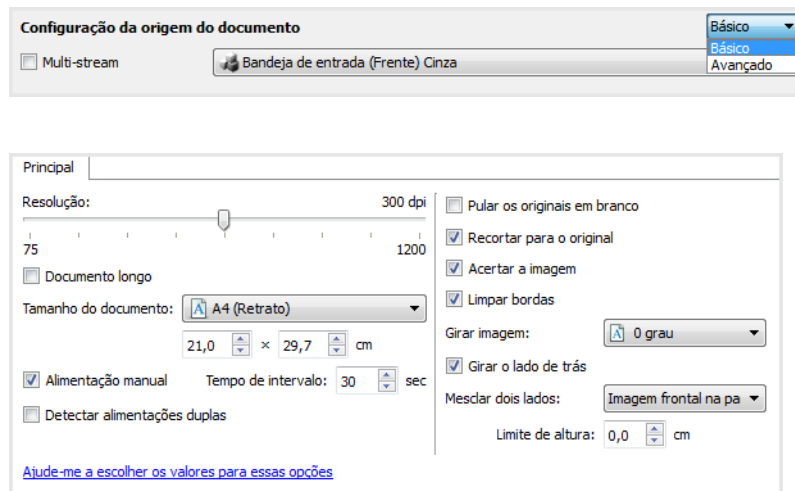 Configuração da origem do documento
Básico
Básico
Avançado
Multi-stream
Bandeja de entrada (Frente) Cinza
Principal
Resolução: 300 dpi
75 1200
Documento longo
Tamanho do documento: A4 (Retrato)
21,0 × 29,7 cm
Alimentação manual Tempo de intervalo: 30 sec
Detectar alimentações duplas
Pular os originais em branco
Recortar para o original
Acertar a imagem
Limpar bordas
Girar imagem: 0 grau
Girar o lado de trás
Mesclar dois lados: Imagem frontal na pa
Limite de altura: 0,0 cm
Ajude-me a escolher os valores para essas opções